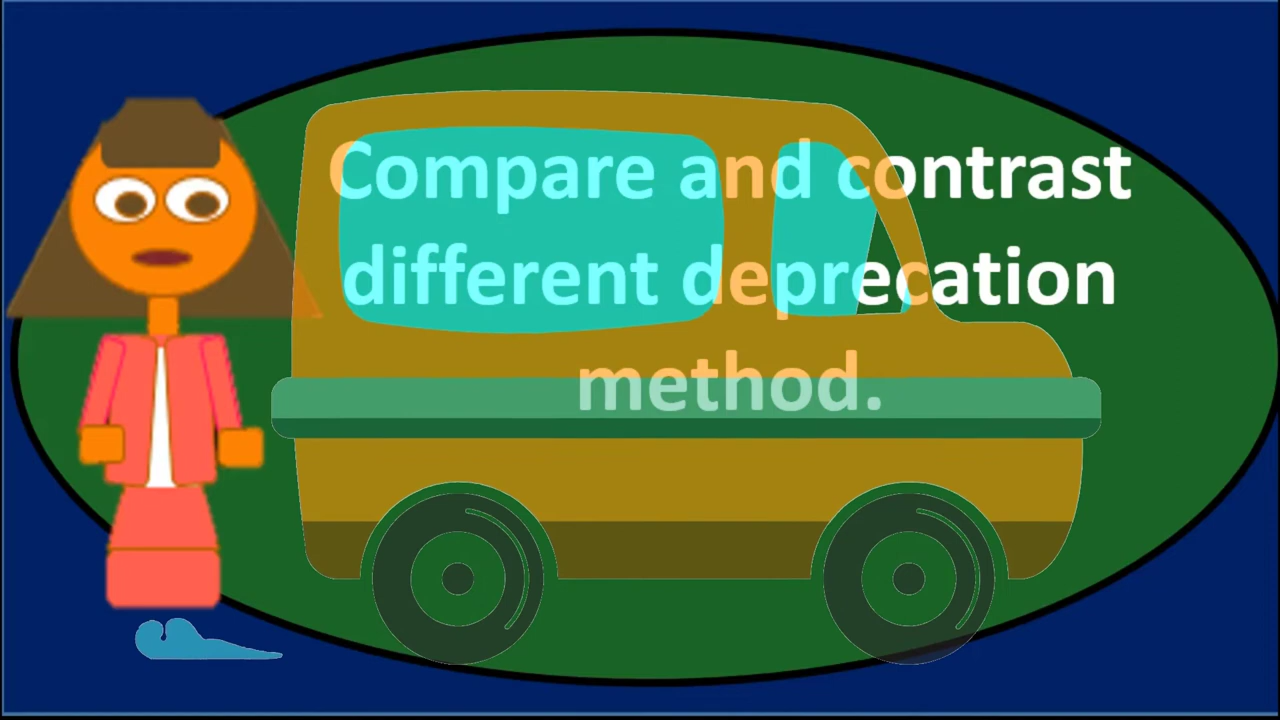 Compare and contrast
different deprecation
method.